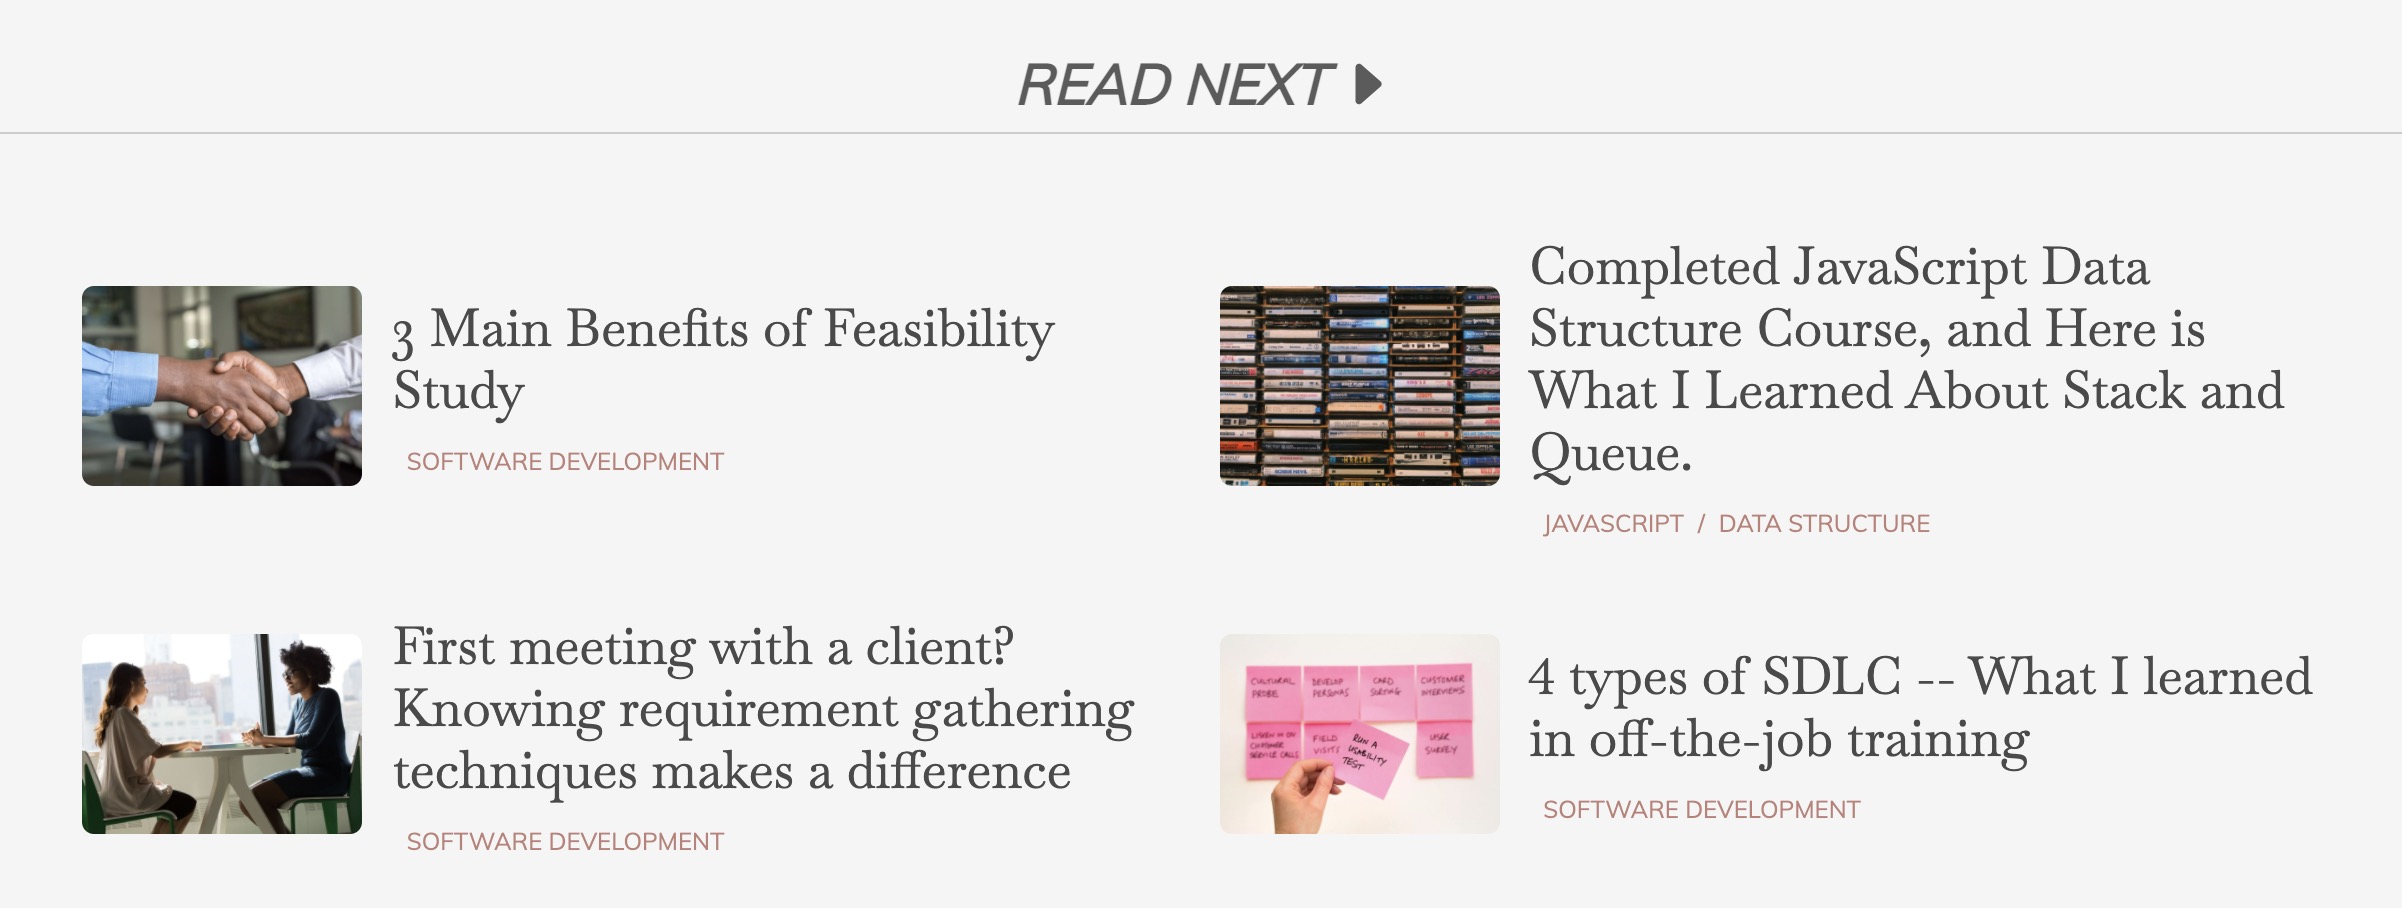 READ NEXT
3 Main Benefits of Feasibility
Study
SOFTWARE DEVELOPMENT
Completed JavaScript Data
Structure Course, and Here is
What I Learned About Stack and
Queue.
JAVASCRIPT / DATA STRUCTURE
First meeting with a client?
Knowing requirement gathering
techniques makes a difference
SOFTWARE DEVELOPMENT
CULTURAL
PROBE
DEVELOP
PERSONAS
CARD
SORTING
CUSTOMER
INTERVIEWS
LISTEN IN ON
CUSTOMER
SERVICE CALLS
FIELD
VISITS
RUN A
USABILITY
TEST
USER
SURVEY
4 types of SDLC -- What I learned
in off-the-job training
SOFTWARE DEVELOPMENT